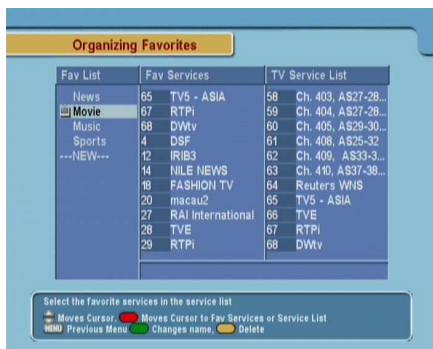 Organizing Favorites
Fav List
Fav Services
TV Service List
News
Movie
Music
Sports
---NEW---
65 TV5 - ASIA
67 RTPi
68 DWtv
4 DSF
12 IRIB3
14 NILE NEWS
18 FASHION TV
20 macau2
27 RAI International
28 TVE
29 RTPi
58 Ch. 403, AS27-28...
59 Ch. 404, AS27-28...
60 Ch. 405, AS29-30...
61 Ch. 408, AS25-32
62 Ch. 409, AS33-3...
63 Ch. 410, AS37-38...
64 Reuters WNS
65 TV5 - ASIA
66 TVE
67 RTPi
68 DWtv
Select the favorite services in the service list
Moves Cursor, Moves Cursor to Fav Services or Service List
MENU Previous Menu Changes name, Delete